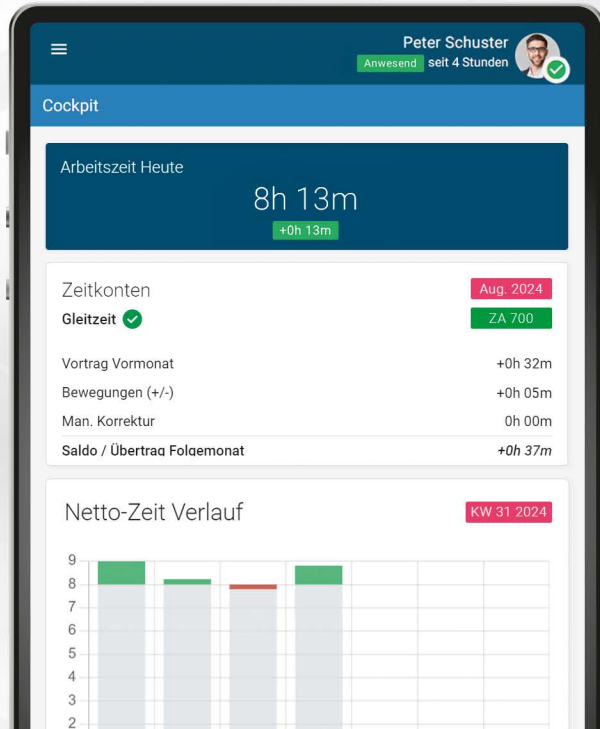 Peter Schuster
Anwesend seit 4 Stunden
Cockpit
Arbeitszeit Heute
8h 13m
+0h 13m
Zeitkonten Aug. 2024
Gleitzeit ZA 700
Vortrag Vormonat +0h 32m
Bewegungen (+/-) +0h 05m
Man. Korrektur 0h 00m
Saldo / Übertrag Folgemonat +0h 37m
Netto-Zeit Verlauf KW 31 2024
9
8
7
6
5
4
3
2